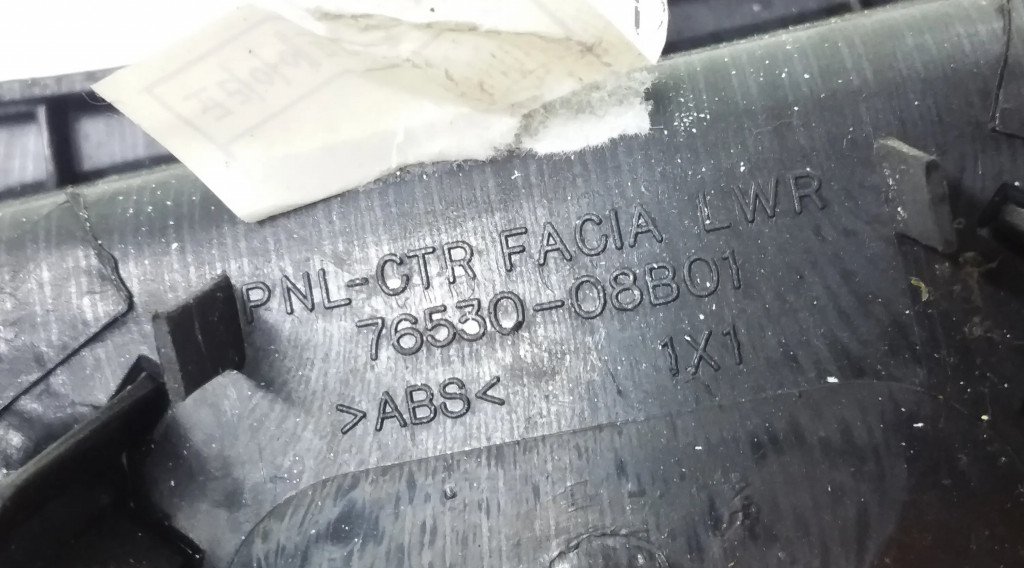 PNL-CTR FACIA LWR
76530-08B01
>ABS< 1X1